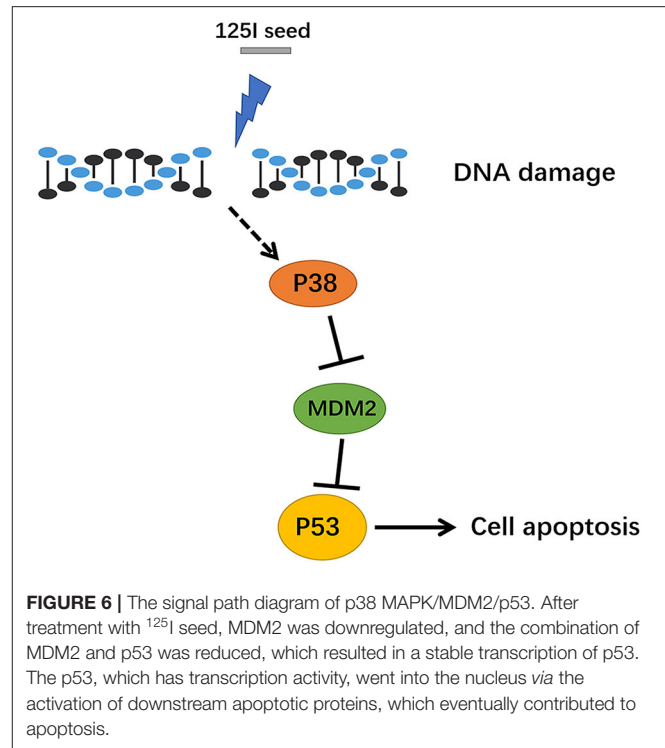 125I seed
DNA damage
P38
MDM2
P53
Cell apoptosis
FIGURE 6 | The signal path diagram of p38 MAPK/MDM2/p53. After
treatment with ¹²⁵I seed, MDM2 was downregulated, and the combination of
MDM2 and p53 was reduced, which resulted in a stable transcription of p53.
The p53, which has transcription activity, went into the nucleus via the
activation of downstream apoptotic proteins, which eventually contributed to
apoptosis.